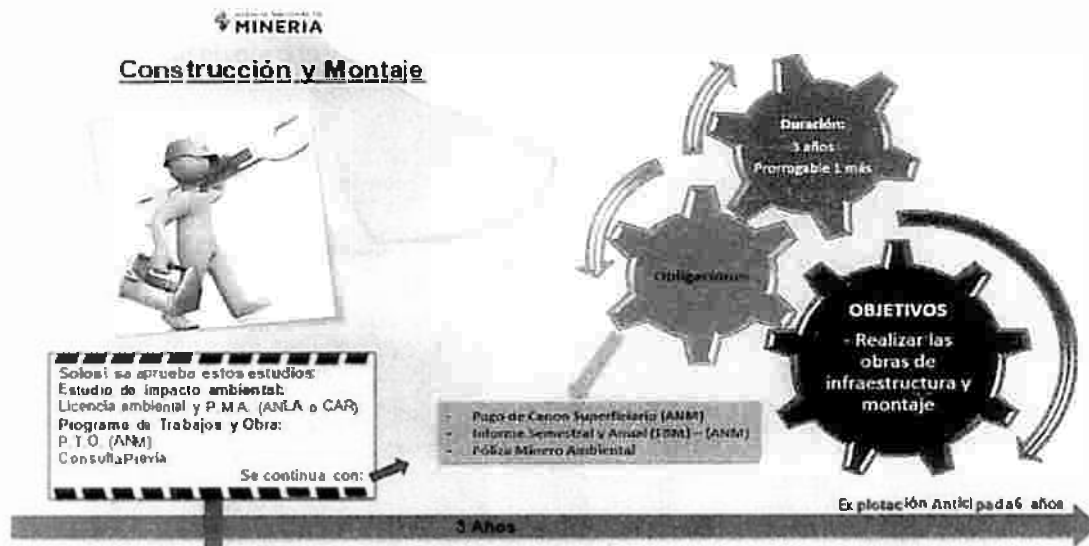 AGENCIA NACIONAL DE
MINERIA
Construcción y Montaje
Duración:
3 años
Prorrogable 1 más
Obligaciones
OBJETIVOS
- Realizar las
obras de
infraestructura y
montaje
Solo si se aprueba estos estudios:
Estudio de impacto ambiental:
Licencia ambiental y P.M.A. (ANLA o CAR)
Programa de Trabajos y Obra:
P.T.O. (ANM)
Consulta Previa
Se continua con:
- Pago de Canon Superficiario (ANM)
- Informe Semestral y Anual (FBM) - (ANM)
- Póliza Minero Ambiental
Explotación Anticipada 6 años
3 Años